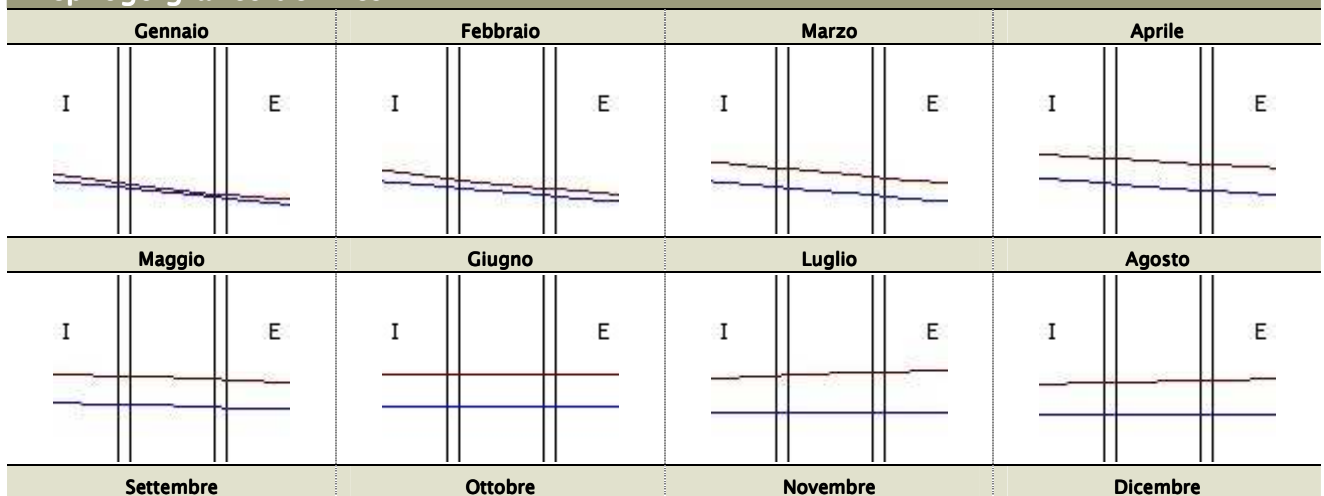 Gennaio Febbraio Marzo Aprile
I E I E I E I E
Maggio Giugno Luglio Agosto
I E I E I E I E
Settembre Ottobre Novembre Dicembre